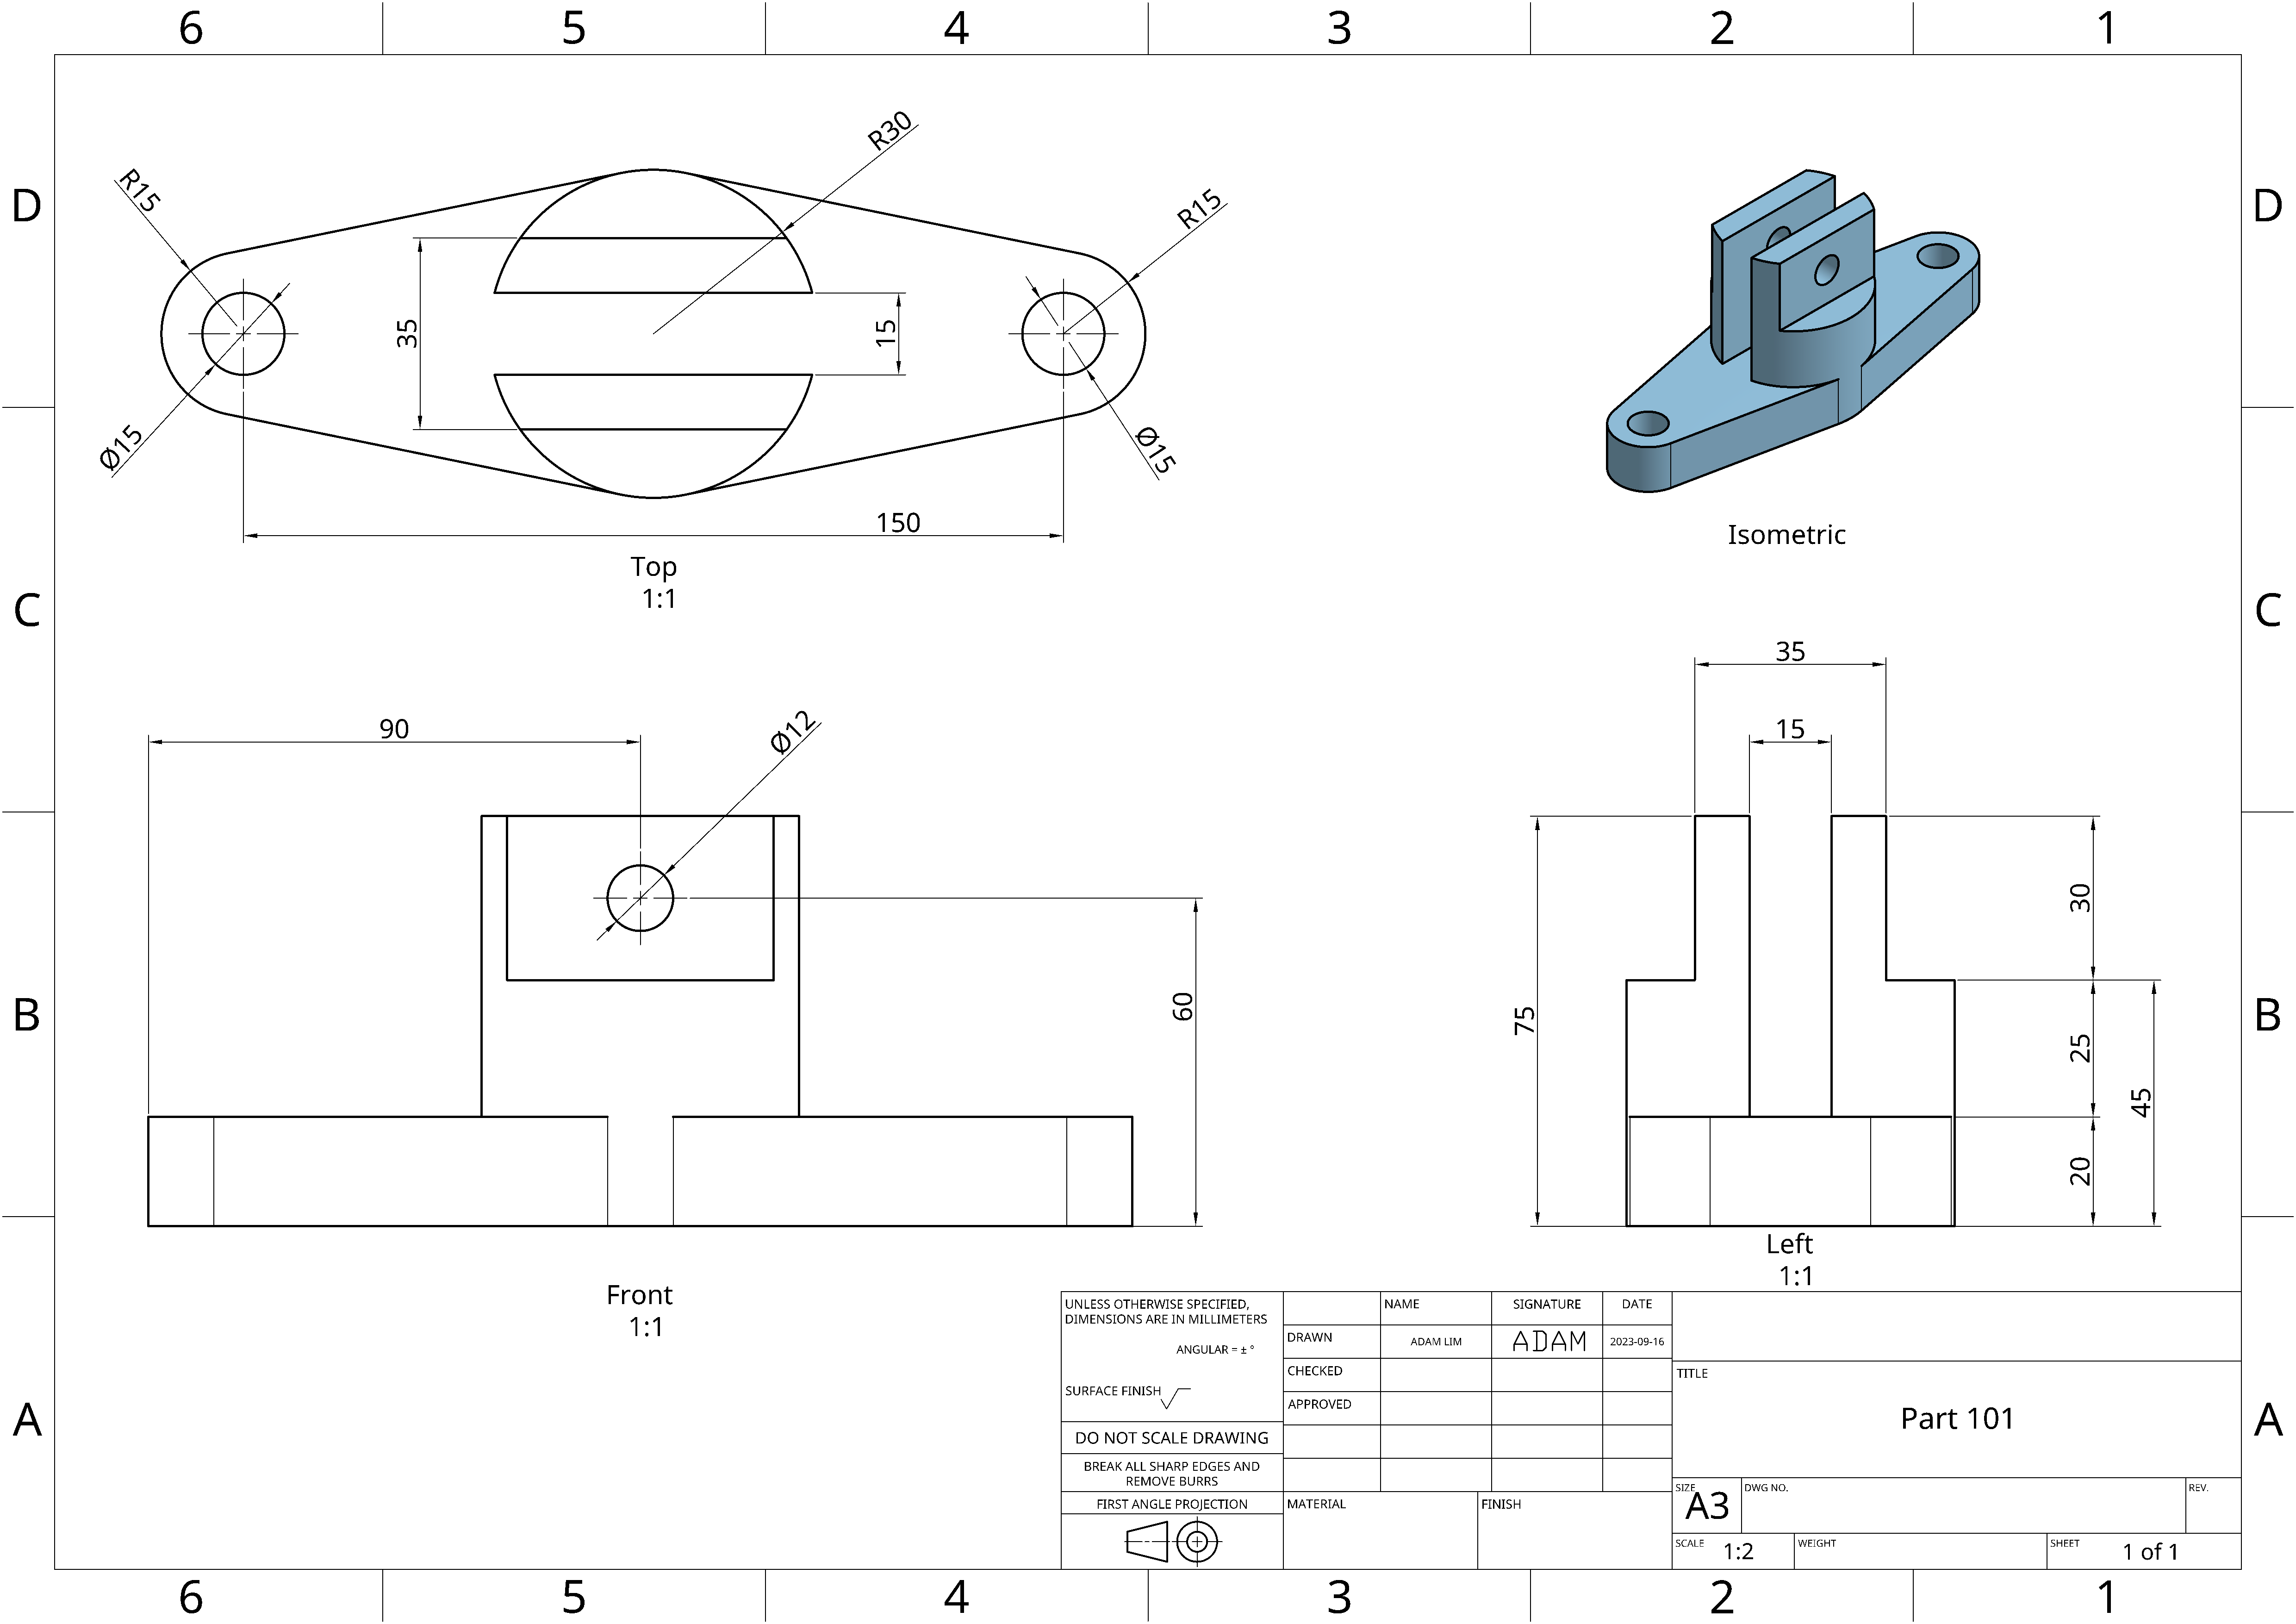 6 5 4 3 2 1
D D
R30
R15
R15
35
15
Ø15
Ø15
150
Top
1:1
Isometric
C C
35
15
90
Ø12
30
60
75
25
45
20
B B
Left
1:1
Front
1:1
UNLESS OTHERWISE SPECIFIED,
DIMENSIONS ARE IN MILLIMETERS
ANGULAR = ± °
SURFACE FINISH
DO NOT SCALE DRAWING
BREAK ALL SHARP EDGES AND
REMOVE BURRS
FIRST ANGLE PROJECTION
NAME SIGNATURE DATE
DRAWN ADAM LIM ADAM 2023-09-16
CHECKED
APPROVED
MATERIAL FINISH
TITLE
Part 101
SIZE A3 DWG NO. REV.
SCALE 1:2 WEIGHT SHEET 1 of 1
A A
6 5 4 3 2 1